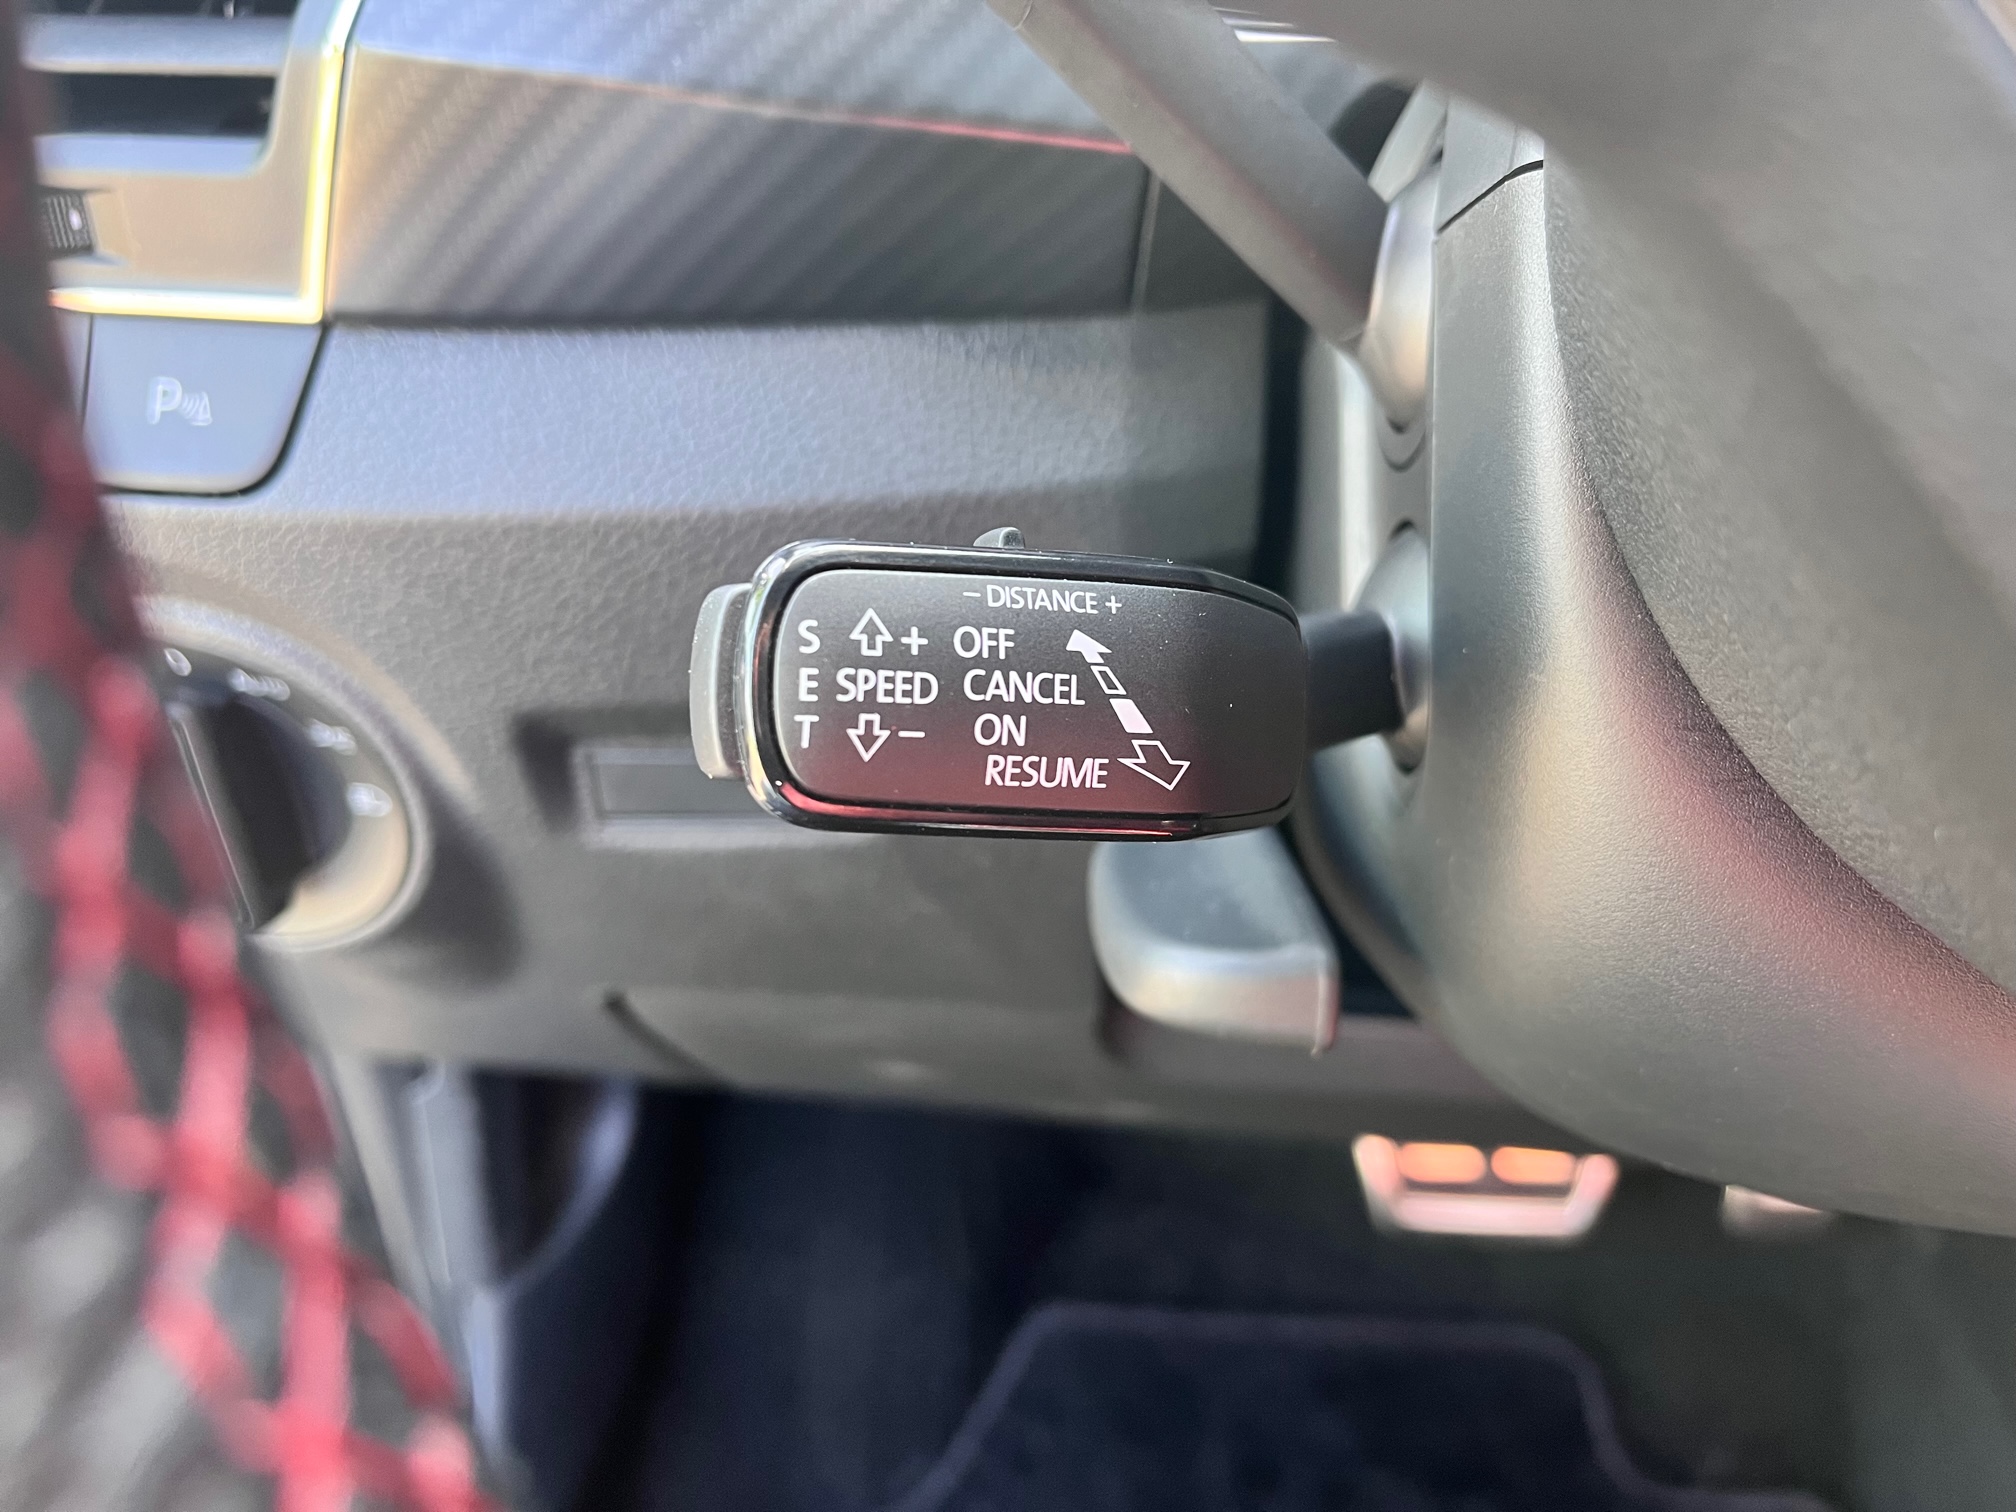 P
- DISTANCE +
S + OFF
E SPEED CANCEL
T - ON
RESUME